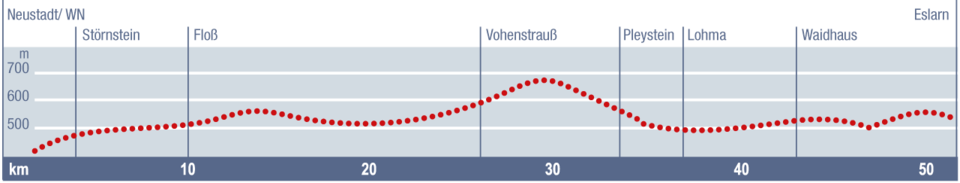 Neustadt/ WN Eslarn
Störnstein Floß Vohenstrauß Pleystein Lohma Waidhaus
m
700
600
500
km 10 20 30 40 50